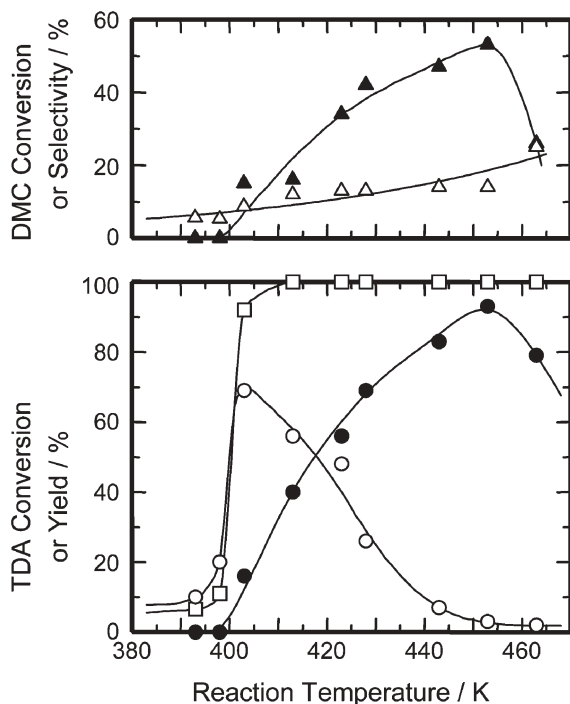 60
40
20
0
DMC Conversion
or Selectivity / %
100
80
60
40
20
0
TDA Conversion
or Yield / %
380 400 420 440 460
Reaction Temperature / K